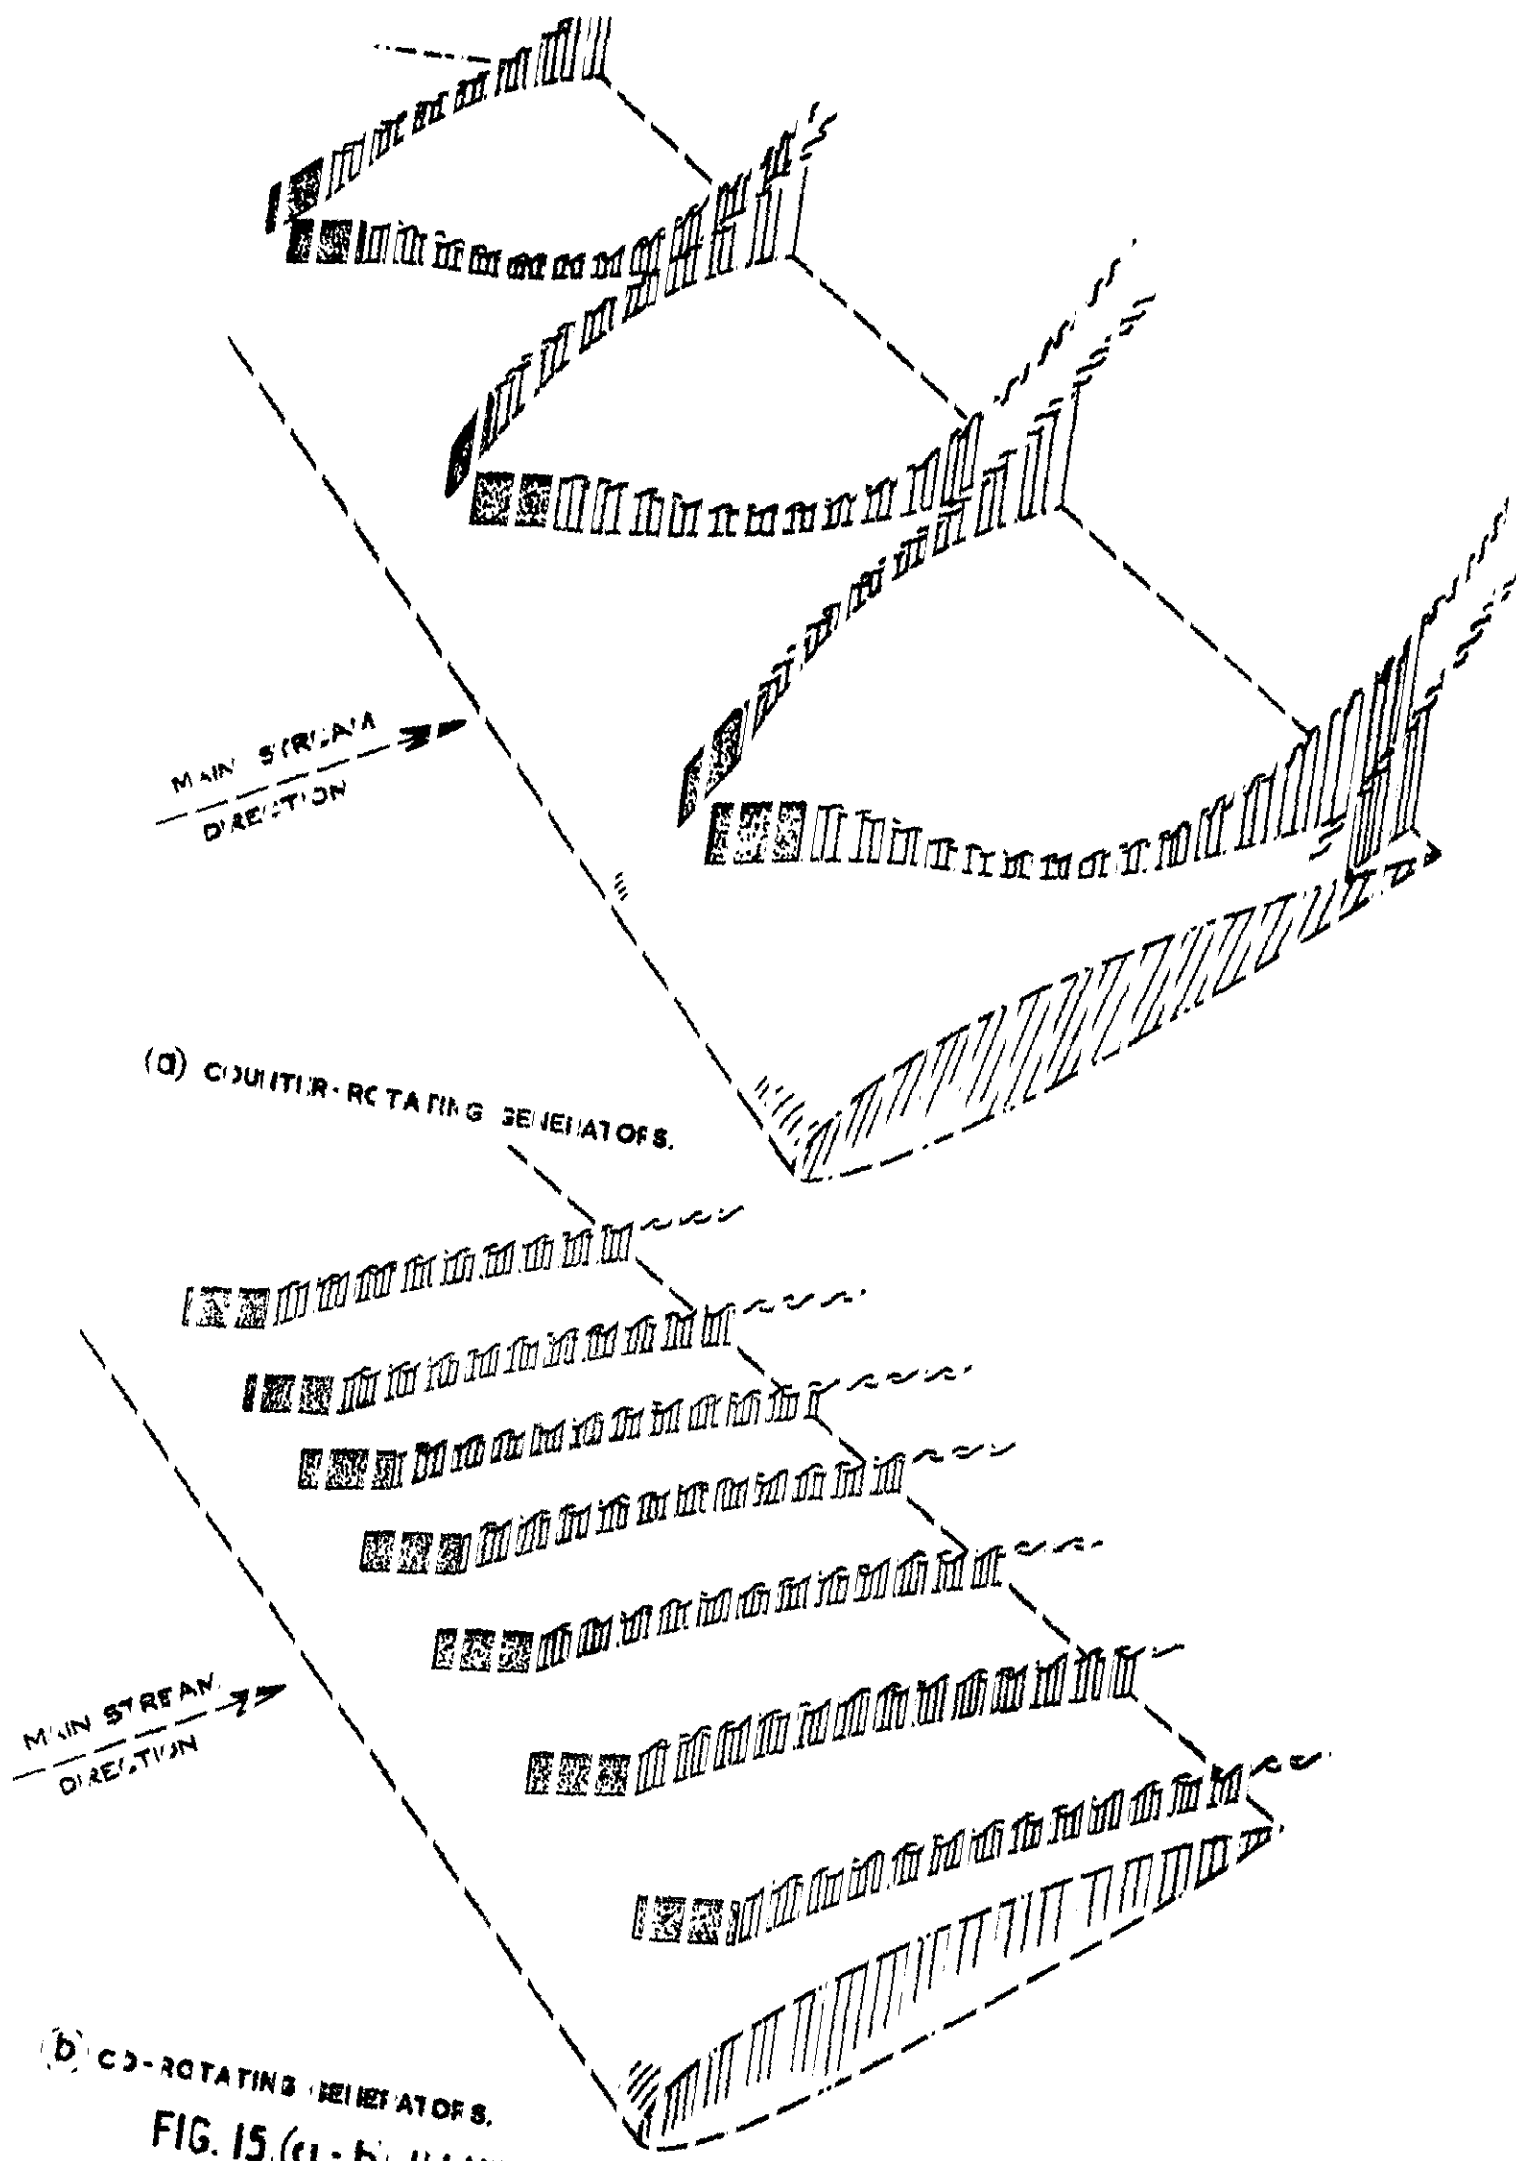 MAIN STREAM
DIRECTION
(a) COUNTER-ROTATING GENERATORS.
MAIN STREAM
DIRECTION
(b) CO-ROTATING GENERATORS.
FIG. 15.(a-b)